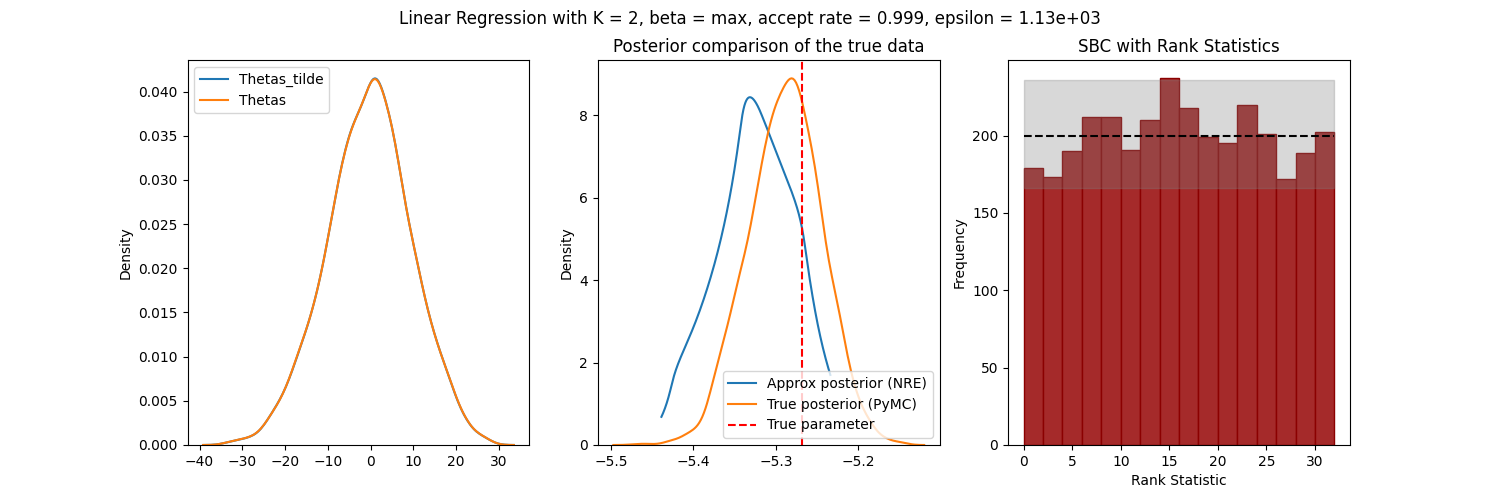 Linear Regression with K = 2, beta = max, accept rate = 0.999, epsilon = 1.13e+03
Thetas_tilde
Thetas
Density
0.040
0.035
0.030
0.025
0.020
0.015
0.010
0.005
0.000
−40 −30 −20 −10 0 10 20 30
Posterior comparison of the true data
Density
8
6
4
2
0
Approx posterior (NRE)
True posterior (PyMC)
True parameter
−5.5 −5.4 −5.3 −5.2
SBC with Rank Statistics
Frequency
200
150
100
50
0
0 5 10 15 20 25 30
Rank Statistic